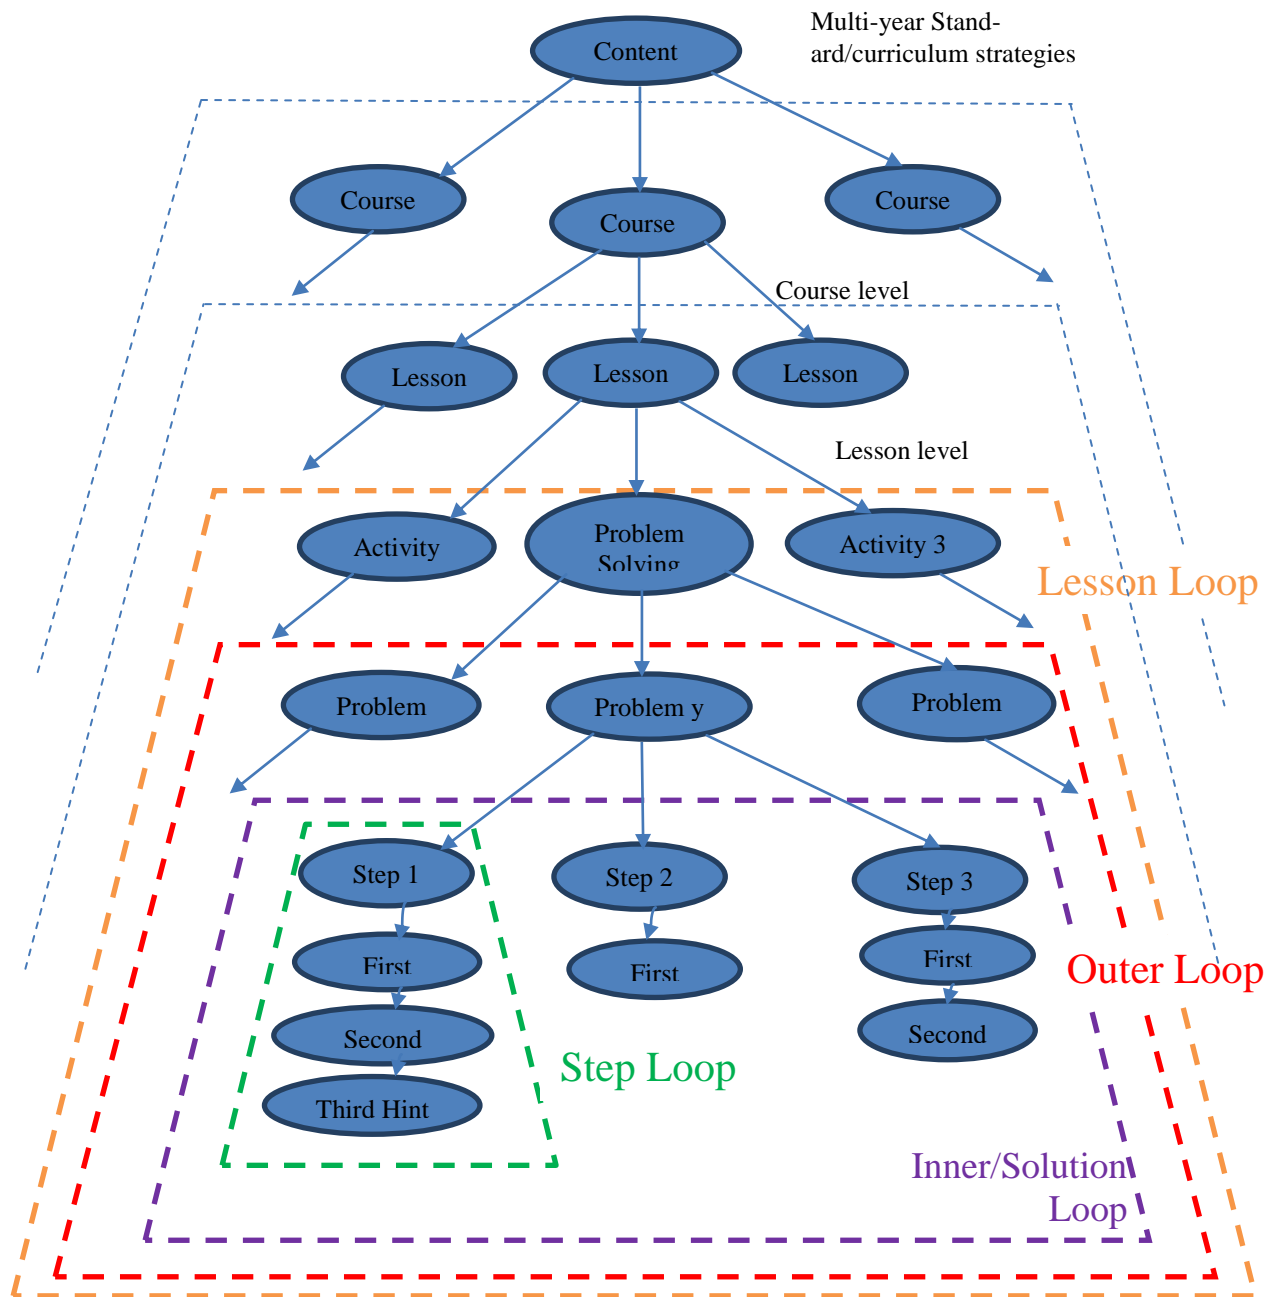 Multi-year Stand-
ard/curriculum strategies
Content
Course
Course
Course
Course level
Lesson
Lesson
Lesson
Lesson level
Activity
Problem
Solving
Activity 3
Lesson Loop
Problem
Problem y
Problem
Step 1
Step 2
Step 3
First
First
First
Outer Loop
Second
Second
Step Loop
Third Hint
Inner/Solution
Loop